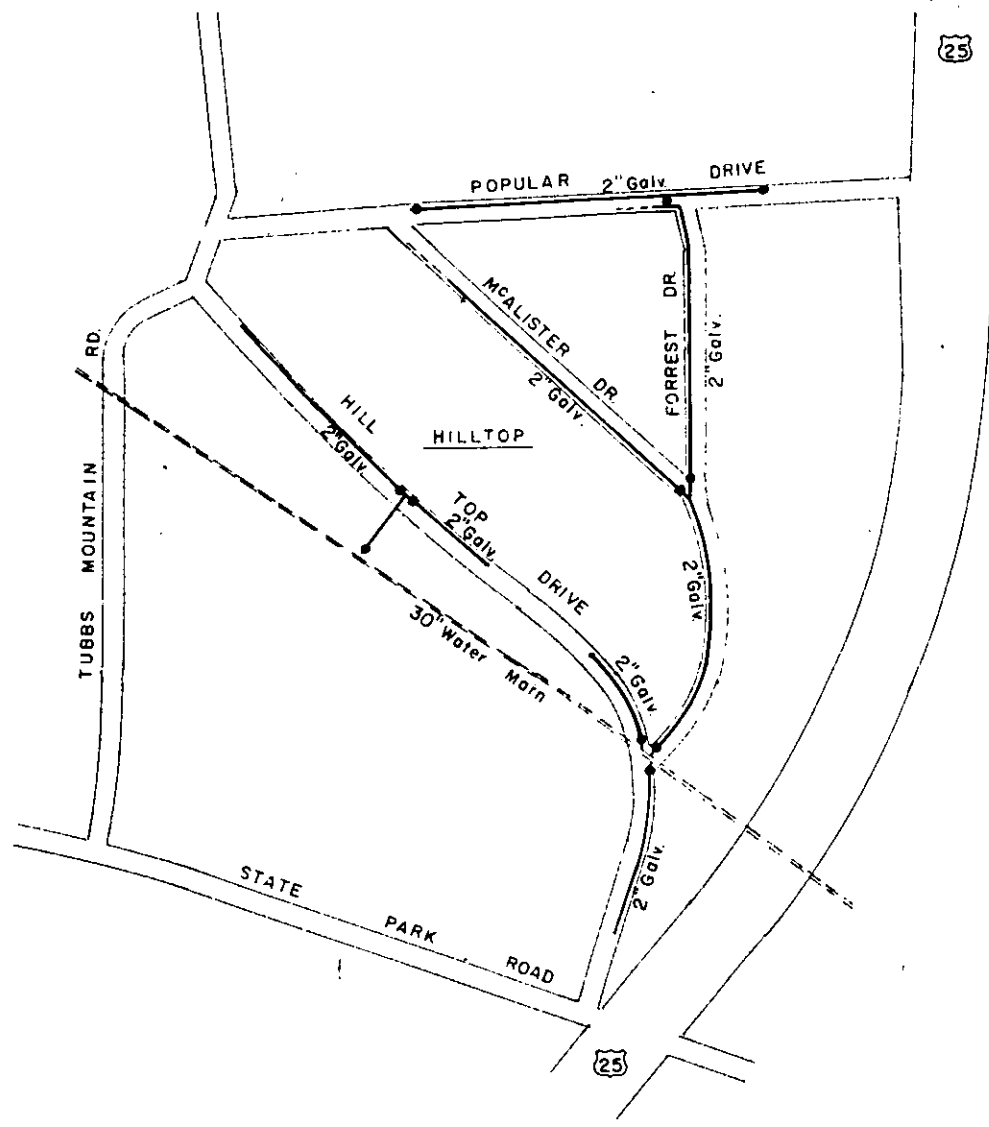 25
POPULAR 2" Galv. DRIVE
McALISTER DR.
2" Galv.
FORREST DR.
2" Galv.
TUBBS MOUNTAIN RD.
HILL TOP DRIVE
2" Galv.
HILLTOP
2" Galv.
2" Galv.
30" Water Main
2" Galv.
2" Galv.
STATE PARK ROAD
25